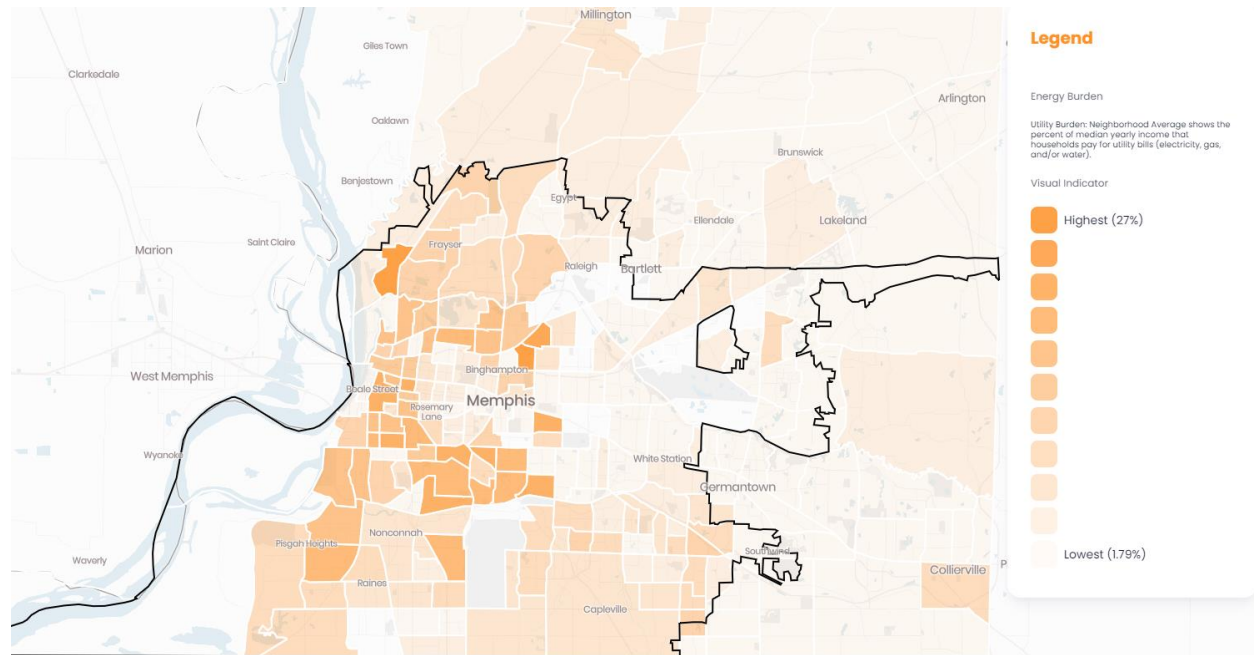 Millington
Giles Town
Clarkedale
Arlington
Oaklawn
Brunswick
Benjestown
Egypt
Ellendale
Lakeland
Saint Claire
Frayser
Marion
Raleigh
Bartlett
West Memphis
Binghampton
Beale Street
Memphis
Rosemary
Lane
Wyanoke
White Station
Germantown
Nonconnah
Pisgah Heights
Southwind
Waverly
Collierville
P
Raines
Capleville
Legend
Energy Burden
Utility Burden: Neighborhood Average shows the
percent of median yearly income that
households pay for utility bills (electricity, gas,
and/or water).
Visual Indicator
Highest (27%)
Lowest (1.79%)